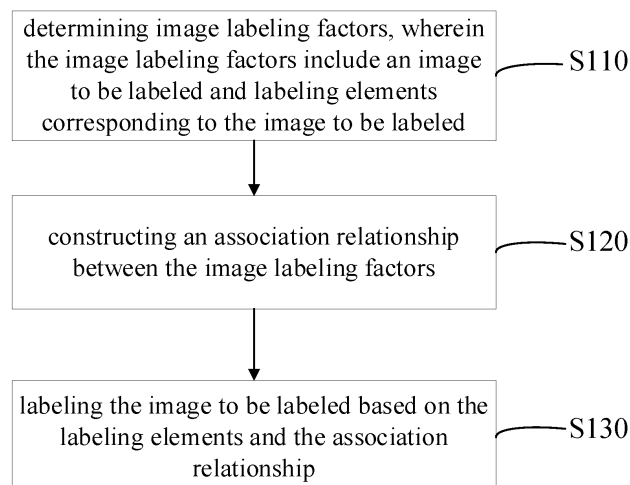 determining image labeling factors, wherein
the image labeling factors include an image
to be labeled and labeling elements
corresponding to the image to be labeled
S110
constructing an association relationship
between the image labeling factors
S120
labeling the image to be labeled based on the
labeling elements and the association
relationship
S130